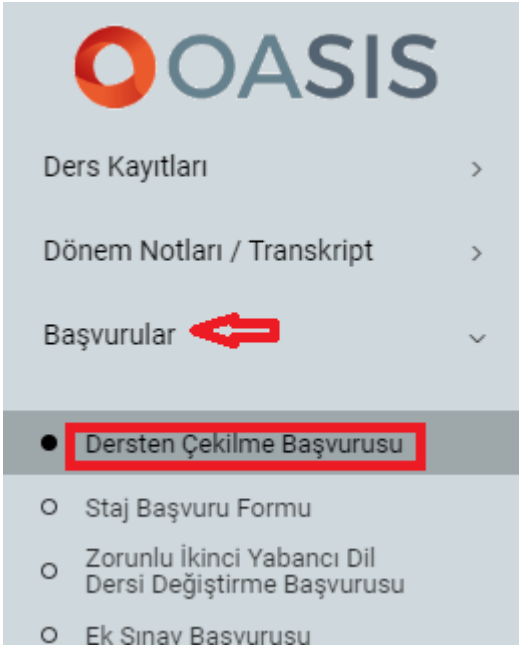 OASIS
Ders Kayıtları
Dönem Notları / Transkript
Başvurular
Dersten Çekilme Başvurusu
Staj Başvuru Formu
Zorunlu İkinci Yabancı Dil
Dersi Değiştirme Başvurusu
Ek Sınav Başvurusu